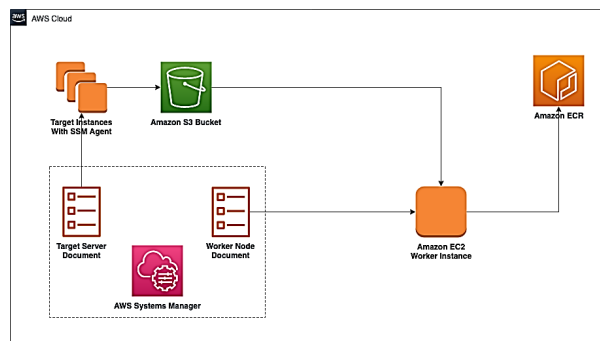 aws
AWS Cloud
Target Instances
With SSM Agent
Amazon S3 Bucket
Amazon ECR
Target Server
Document
Worker Node
Document
Amazon EC2
Worker Instance
AWS Systems Manager